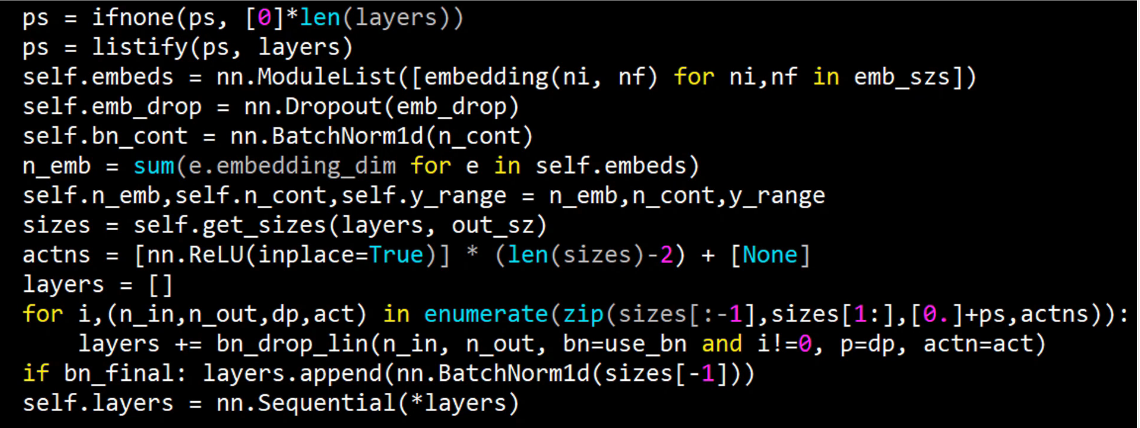 ps = ifnone(ps, [0]*len(layers))
ps = listify(ps, layers)
self.embeds = nn.ModuleList([embedding(ni, nf) for ni,nf in emb_szs])
self.emb_drop = nn.Dropout(emb_drop)
self.bn_cont = nn.BatchNorm1d(n_cont)
n_emb = sum(e.embedding_dim for e in self.embeds)
self.n_emb,self.n_cont,self.y_range = n_emb,n_cont,y_range
sizes = self.get_sizes(layers, out_sz)
actns = [nn.ReLU(inplace=True)] * (len(sizes)-2) + [None]
layers = []
for i,(n_in,n_out,dp,act) in enumerate(zip(sizes[:-1],sizes[1:],[0.]+ps,actns)):
    layers += bn_drop_lin(n_in, n_out, bn=use_bn and i!=0, p=dp, actn=act)
if bn_final: layers.append(nn.BatchNorm1d(sizes[-1]))
self.layers = nn.Sequential(*layers)